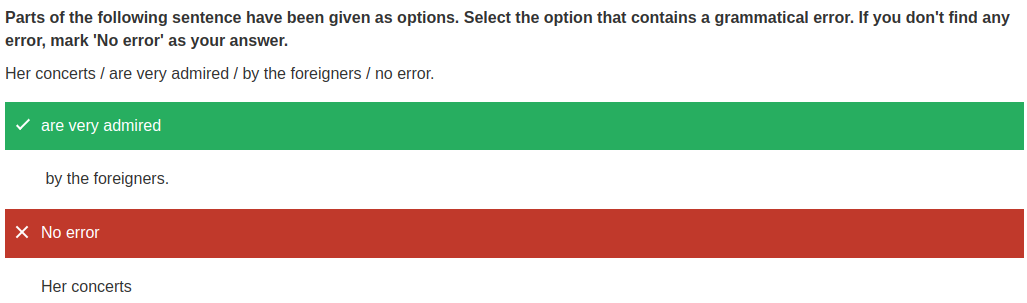 Parts of the following sentence have been given as options. Select the option that contains a grammatical error. If you don't find any
error, mark 'No error' as your answer.
Her concerts / are very admired / by the foreigners / no error.
are very admired
by the foreigners.
No error
Her concerts